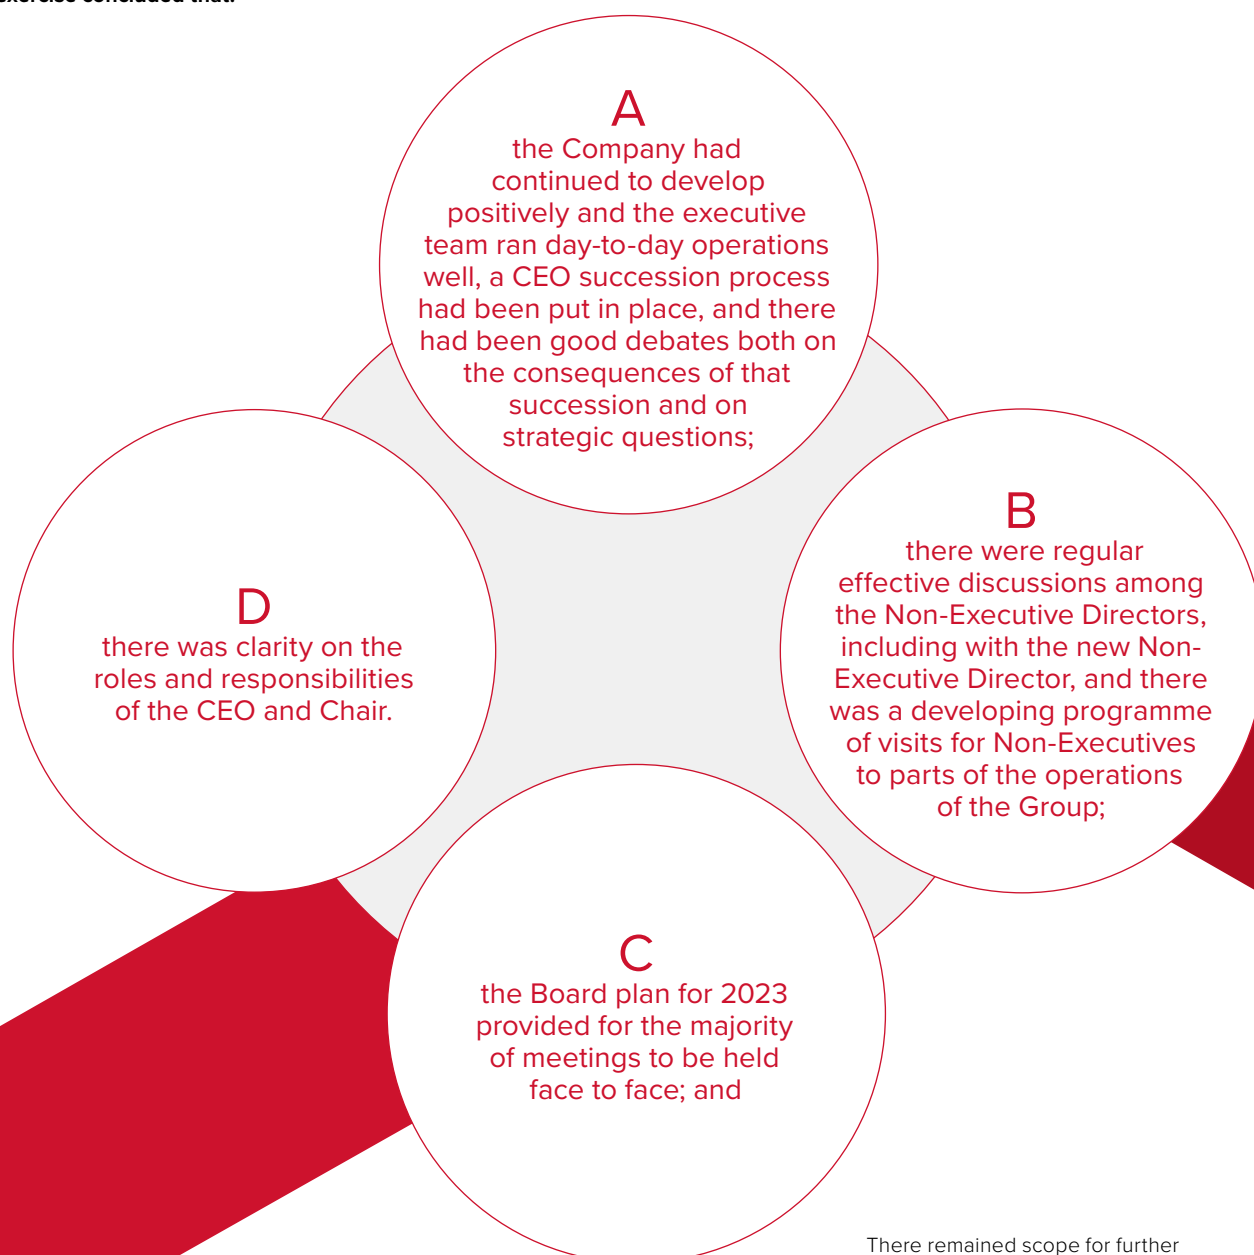 exercise concluded that:
A
the Company had
continued to develop
positively and the executive
team ran day-to-day operations
well, a CEO succession process
had been put in place, and there
had been good debates both on
the consequences of that
succession and on
strategic questions;
B
there were regular
effective discussions among
the Non-Executive Directors,
including with the new Non-
Executive Director, and there
was a developing programme
of visits for Non-Executives
to parts of the operations
of the Group;
C
the Board plan for 2023
provided for the majority
of meetings to be held
face to face; and
D
there was clarity on the
roles and responsibilities
of the CEO and Chair.
There remained scope for further